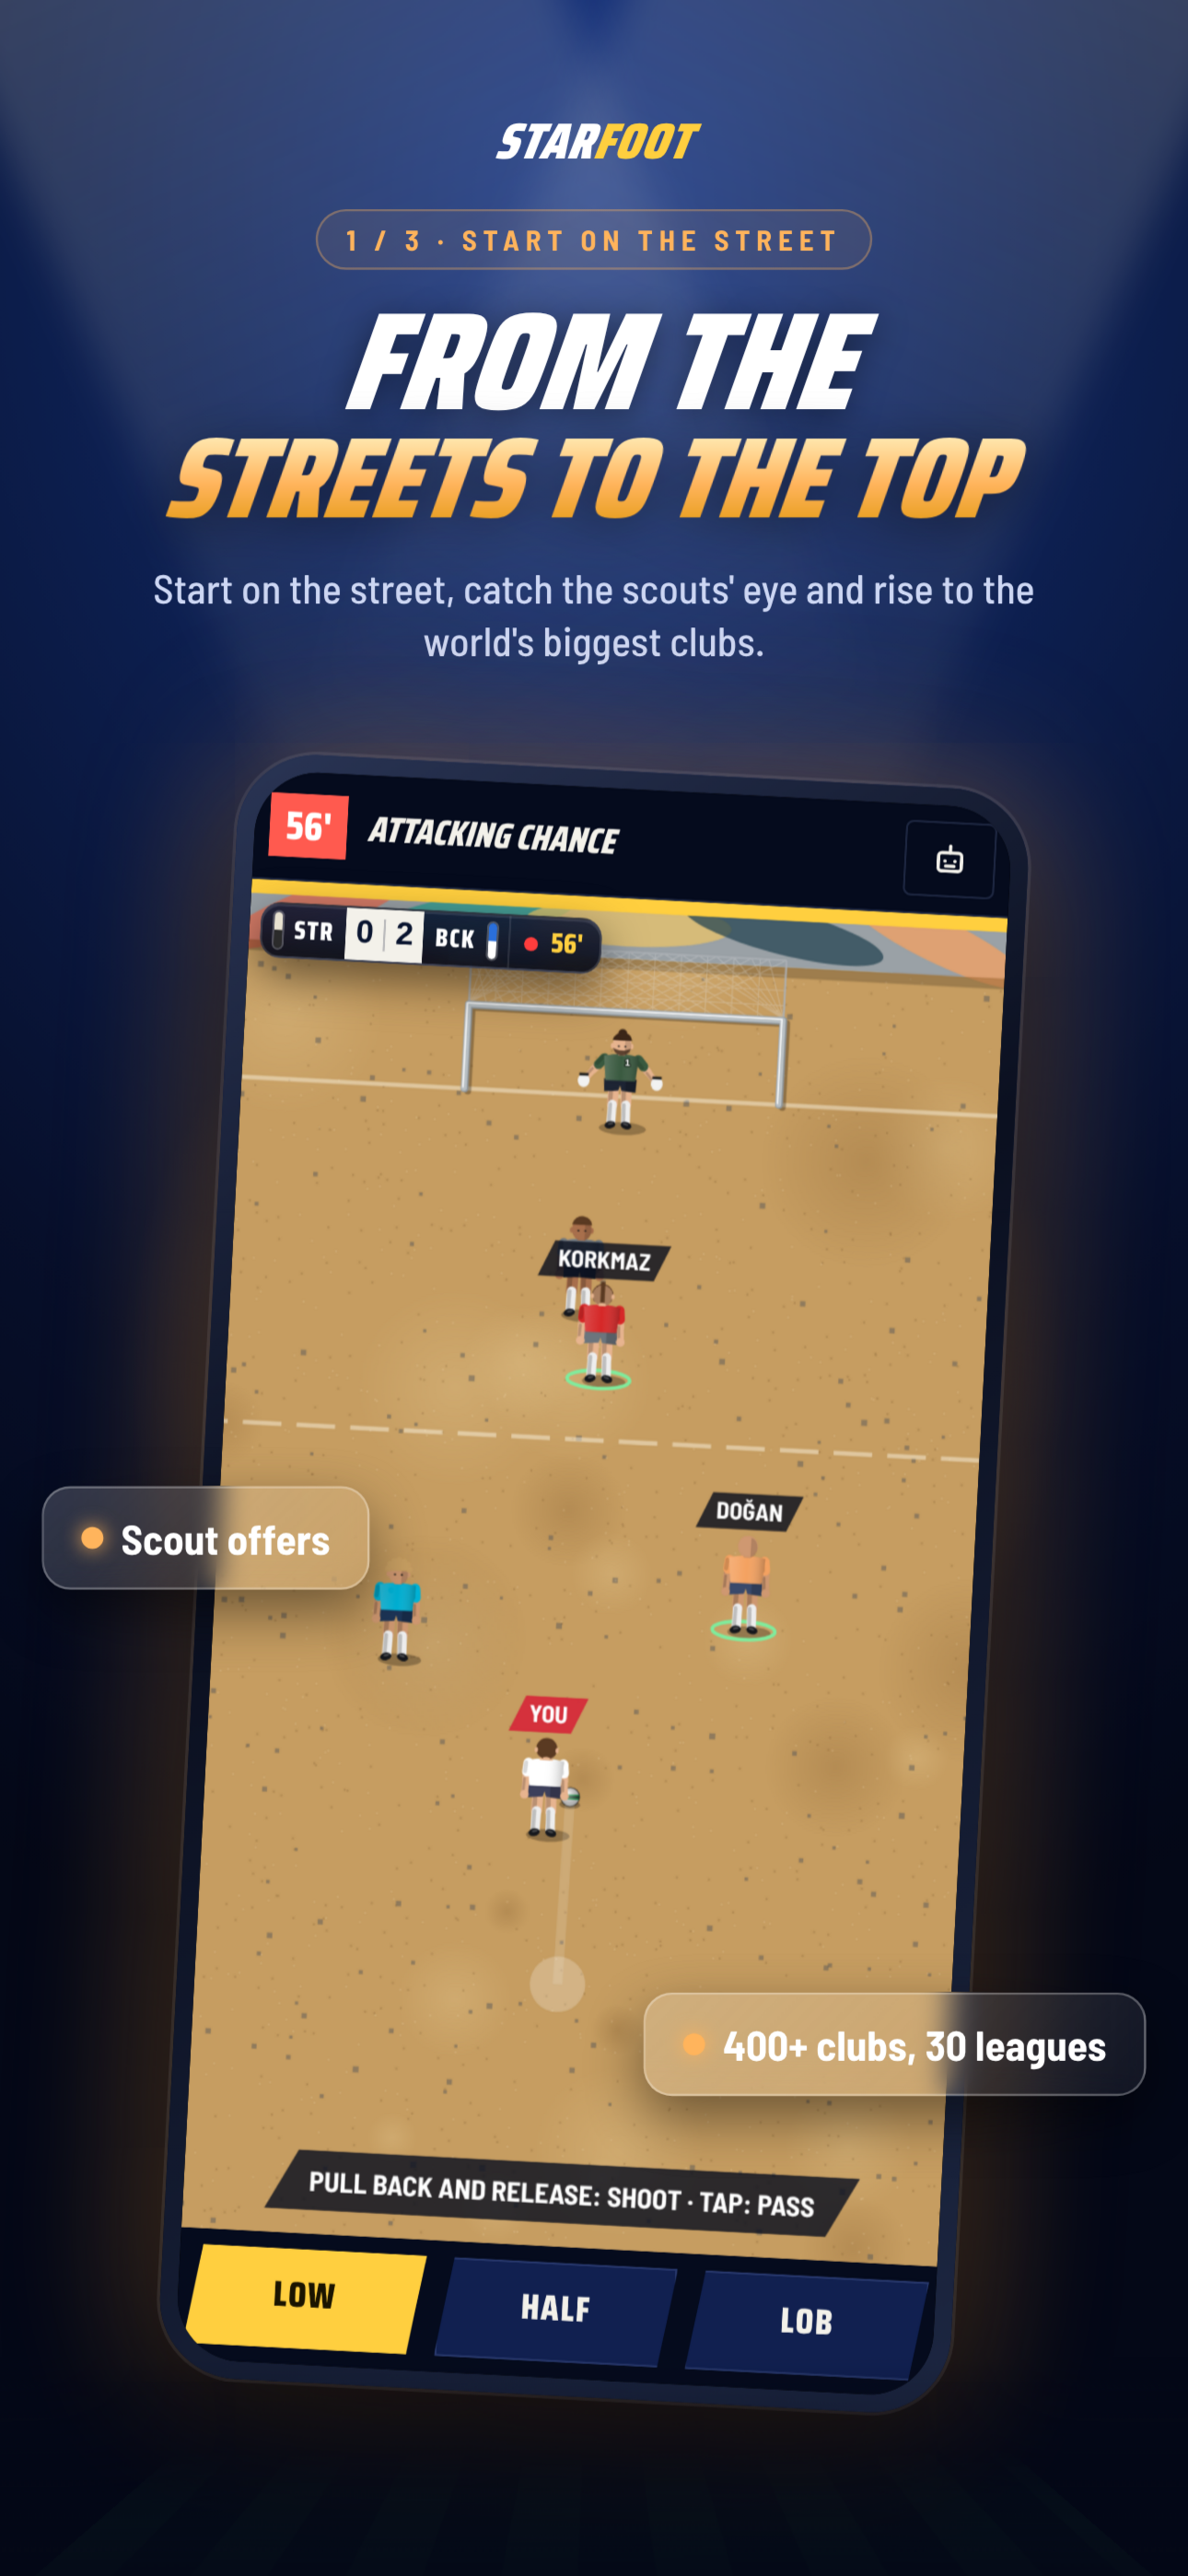 STARFOOT
1 / 3 · START ON THE STREET
FROM THE
STREETS TO THE TOP
Start on the street, catch the scouts' eye and rise to the
world's biggest clubs.
56' ATTACKING CHANCE
STR 0 2 BCK 56'
1
KORKMAZ
DOĞAN
Scout offers
YOU
400+ clubs, 30 leagues
PULL BACK AND RELEASE: SHOOT · TAP: PASS
LOW HALF LOB